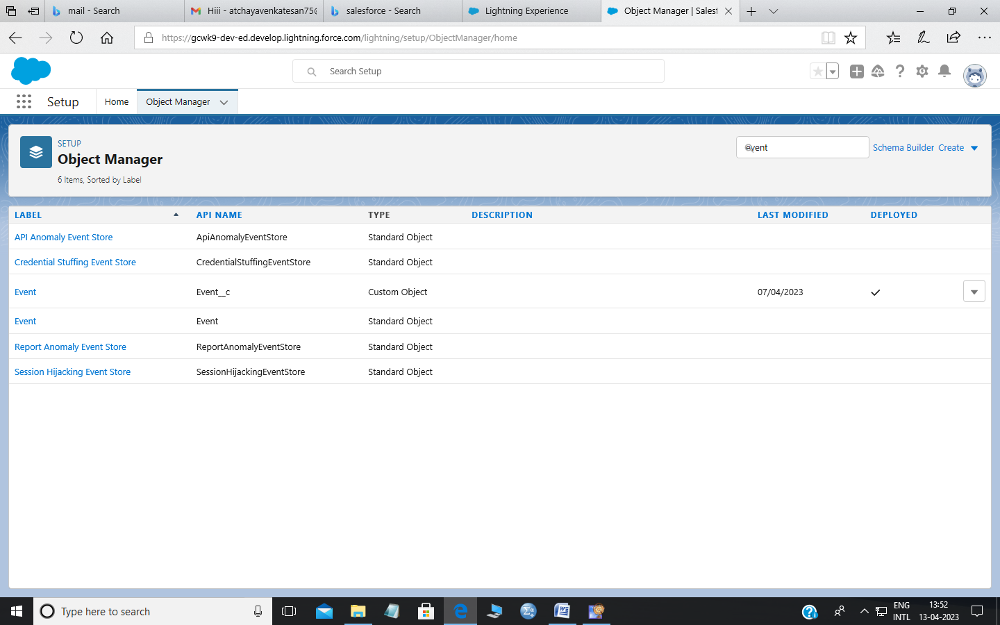 mail - Search
Hiii - atchayavenkatesan75@
salesforce - Search
Lightning Experience
Object Manager | Salest
https://gcwk9-dev-ed.develop.lightning.force.com/lightning/setup/ObjectManager/home
Search Setup
Setup
Home
Object Manager
SETUP
Object Manager
6 Items, Sorted by Label
event
Schema Builder
Create
LABEL API NAME TYPE DESCRIPTION LAST MODIFIED DEPLOYED
API Anomaly Event Store ApiAnomalyEventStore Standard Object
Credential Stuffing Event Store CredentialStuffingEventStore Standard Object
Event Event__c Custom Object 07/04/2023
Event Event Standard Object
Report Anomaly Event Store ReportAnomalyEventStore Standard Object
Session Hijacking Event Store SessionHijackingEventStore Standard Object
Type here to search
ENG
INTL
13:52
13-04-2023